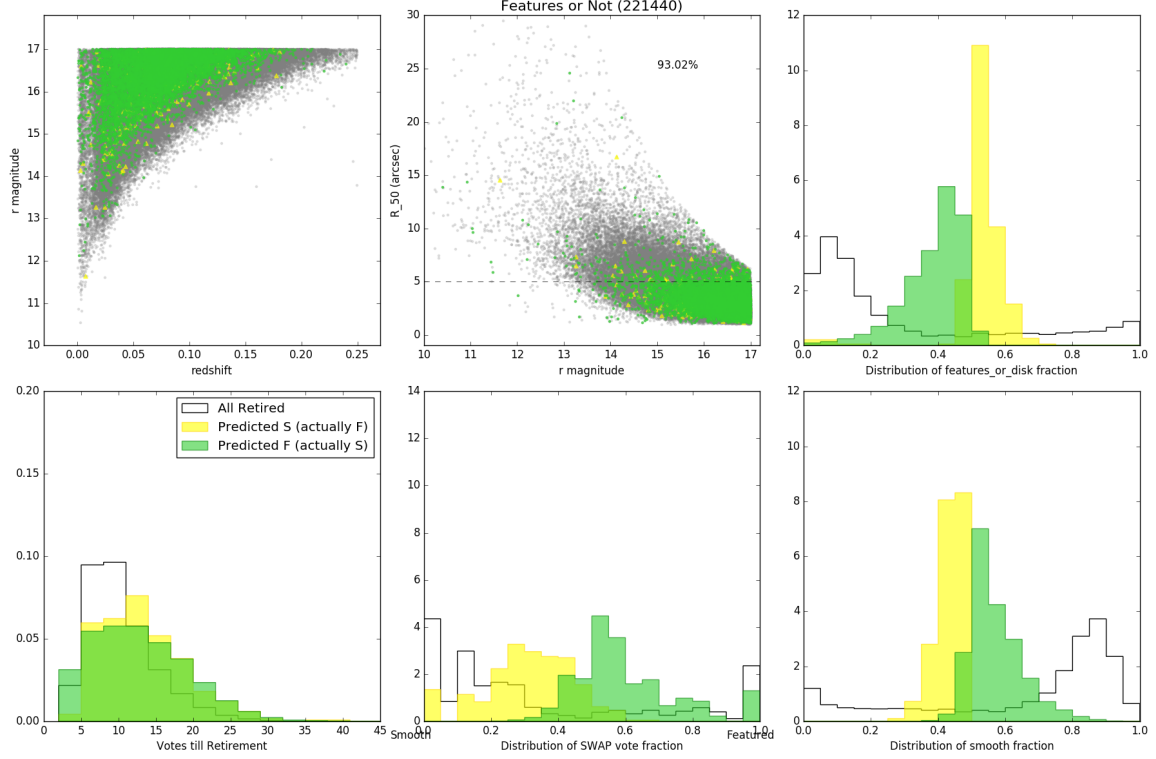 Features or Not (221440)
17
16
15
14
13
12
11
10
r magnitude
0.00 0.05 0.10 0.15 0.20 0.25
redshift
30
25
20
15
10
5
0
R_50 (arcsec)
93.02%
10 11 12 13 14 15 16 17
r magnitude
12
10
8
6
4
2
0
0.0 0.2 0.4 0.6 0.8 1.0
Distribution of features_or_disk fraction
0.20
0.15
0.10
0.05
0.00
All Retired
Predicted S (actually F)
Predicted F (actually S)
0 5 10 15 20 25 30 35 40 45
Votes till Retirement
14
12
10
8
6
4
2
0
0.0 0.2 0.4 0.6 0.8 1.0
Smooth Featured
Distribution of SWAP vote fraction
12
10
8
6
4
2
0
0.0 0.2 0.4 0.6 0.8 1.0
Distribution of smooth fraction